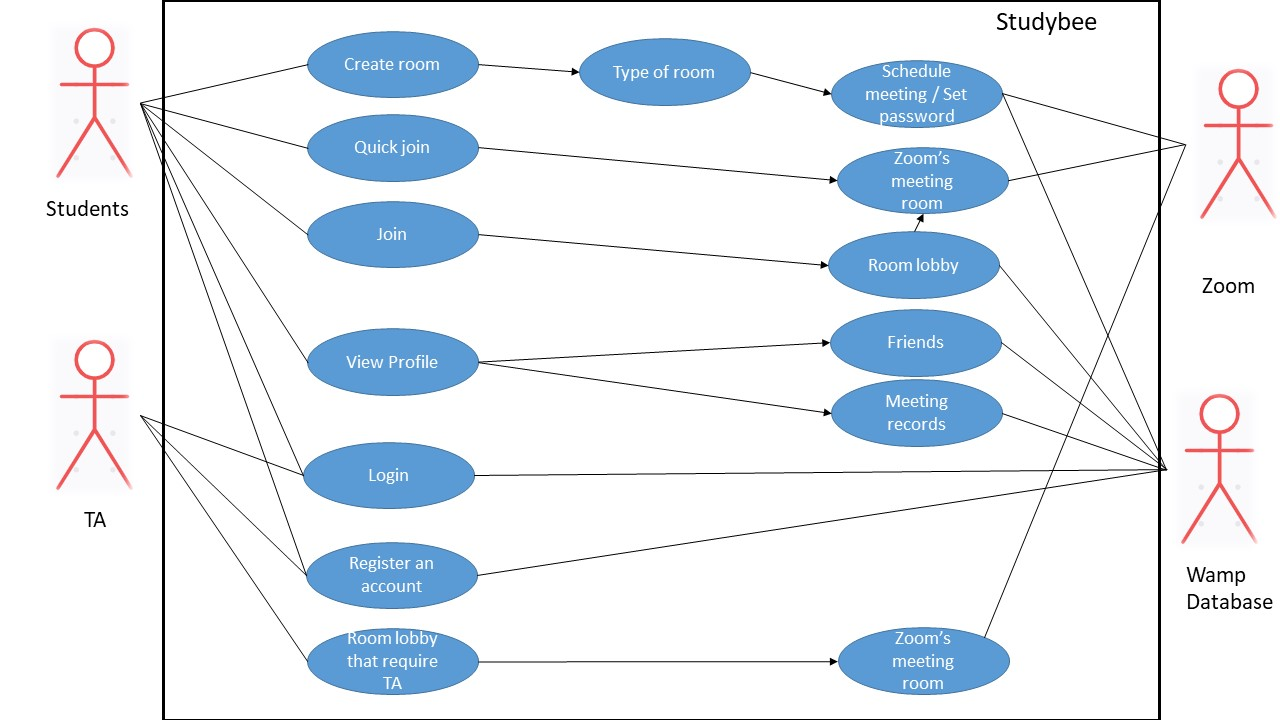 Studybee
Create room
Type of room
Schedule
meeting / Set
password
Quick join
Zoom’s
meeting
room
Students
Join
Room lobby
Zoom
View Profile
Friends
Meeting
records
Login
TA
Register an
account
Wamp
Database
Room lobby
that require
TA
Zoom’s
meeting
room